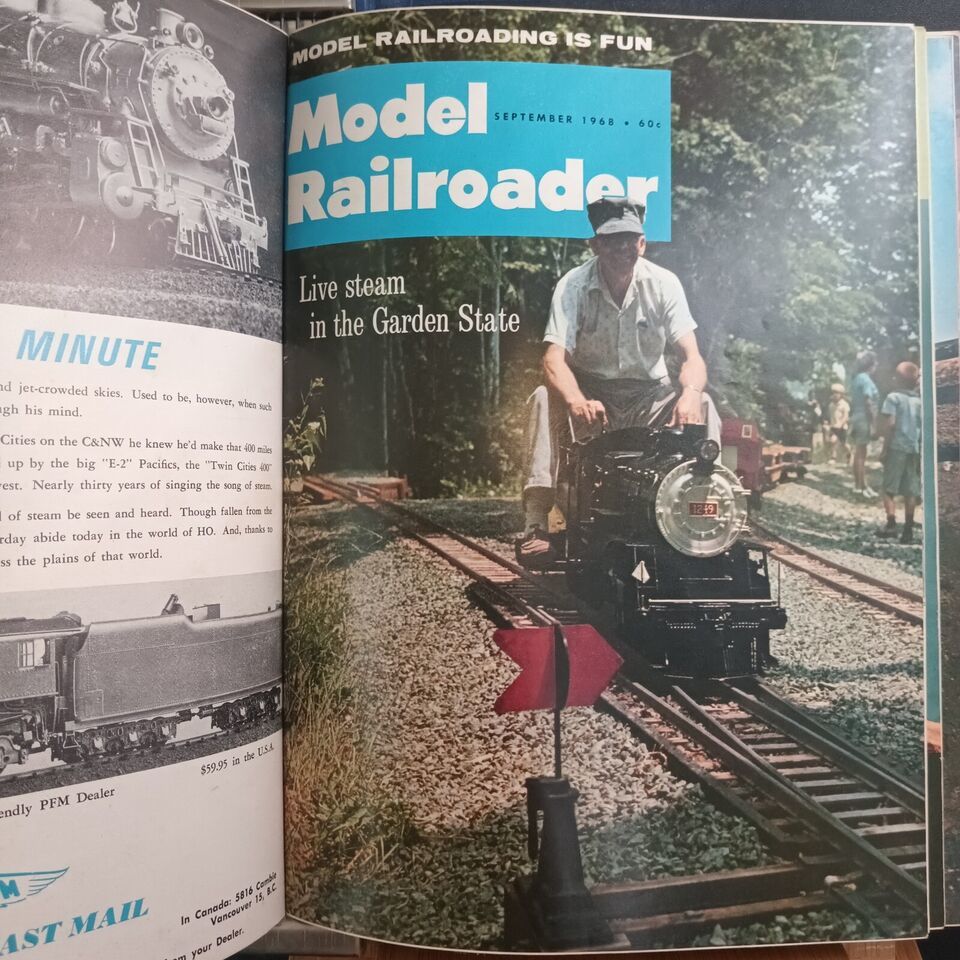 MINUTE
nd jet-crowded skies. Used to be, however, when such
ugh his mind.
Cities on the C&NW he knew he'd make that 400 miles
up by the big "E-2" Pacifics, the "Twin Cities 400"
vest. Nearly thirty years of singing the song of steam.
l of steam be seen and heard. Though fallen from the
erday abide today in the world of HO. And, thanks to
oss the plains of that world.
$59.95 in the U.S.A.
endly PFM Dealer
M
AST MAIL
In Canada: 5816 Cambie
Vancouver 15, B.C.
om your Dealer.
MODEL RAILROADING IS FUN
Model
SEPTEMBER 1968 • 60c
Railroader
Live steam
in the Garden State
1249